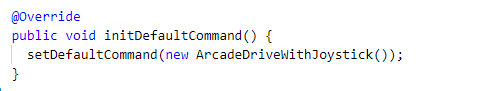 @Override
public void initDefaultCommand() {
  setDefaultCommand(new ArcadeDriveWithJoystick());
}